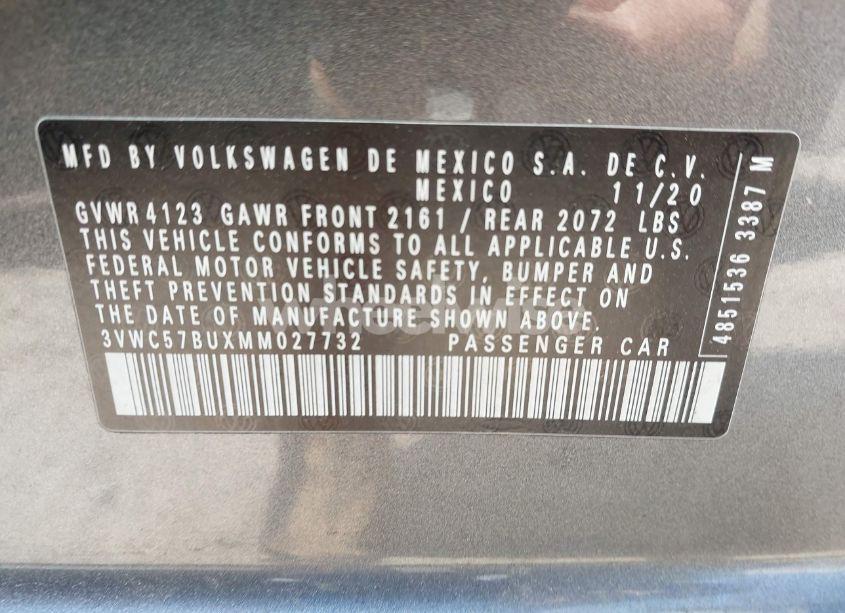 MFD BY VOLKSWAGEN DE MEXICO S.A. DE C.V.
MEXICO 11/20
GVWR 4123 GAWR FRONT 2161 / REAR 2072 LBS
THIS VEHICLE CONFORMS TO ALL APPLICABLE U.S.
FEDERAL MOTOR VEHICLE SAFETY, BUMPER AND
THEFT PREVENTION STANDARDS IN EFFECT ON
THE DATE OF MANUFACTURE SHOWN ABOVE.
3VWC57BUXMM027732 PASSENGER CAR
4851536 3387 M